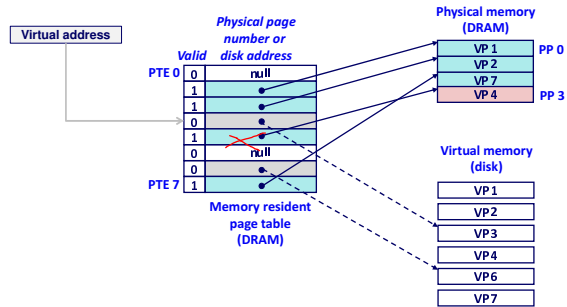 Physical page
number or
disk address
Physical memory
(DRAM)
Virtual address
Valid
PTE 0
0
null
1
1
0
1
0
null
0
PTE 7
1
Memory resident
page table
(DRAM)
VP 1
PP 0
VP 2
VP 7
VP 4
PP 3
Virtual memory
(disk)
VP 1
VP 2
VP 3
VP 4
VP 6
VP 7